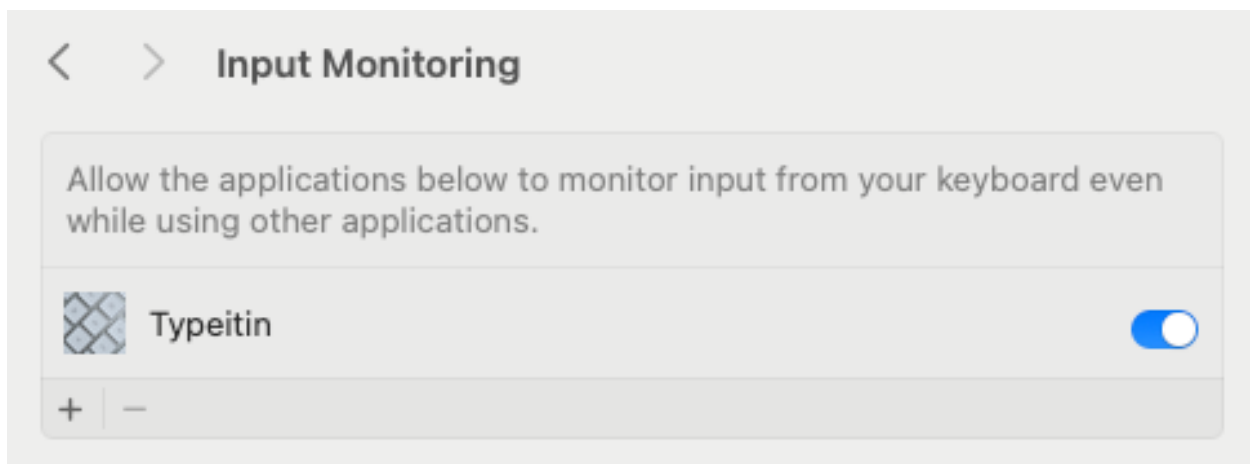 Input Monitoring
Allow the applications below to monitor input from your keyboard even
while using other applications.
Typeitin